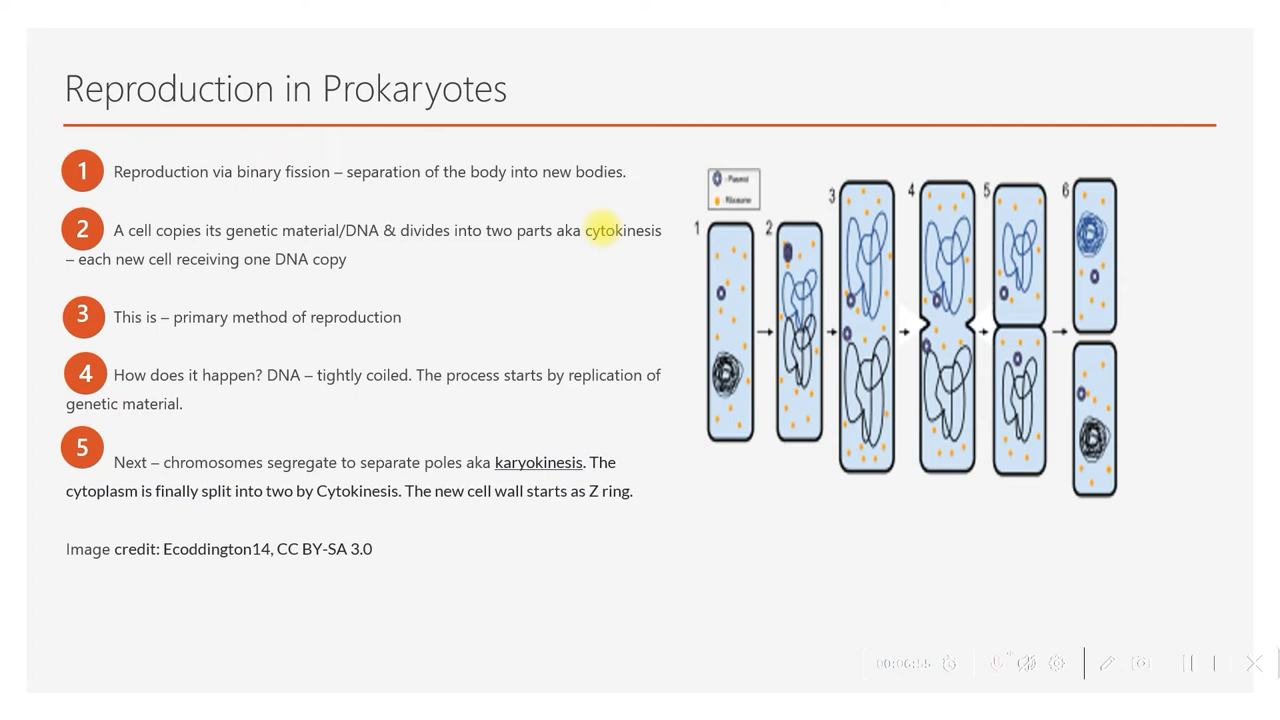 Reproduction in Prokaryotes
1 Reproduction via binary fission – separation of the body into new bodies.
2 A cell copies its genetic material/DNA & divides into two parts aka cytokinesis
– each new cell receiving one DNA copy
3 This is – primary method of reproduction
4 How does it happen? DNA – tightly coiled. The process starts by replication of
genetic material.
5 Next – chromosomes segregate to separate poles aka karyokinesis. The
cytoplasm is finally split into two by Cytokinesis. The new cell wall starts as Z ring.
Image credit: Ecoddington14, CC BY-SA 3.0
- Plasmid
- Ribosome
1
2
3
4
5
6
00:06:55